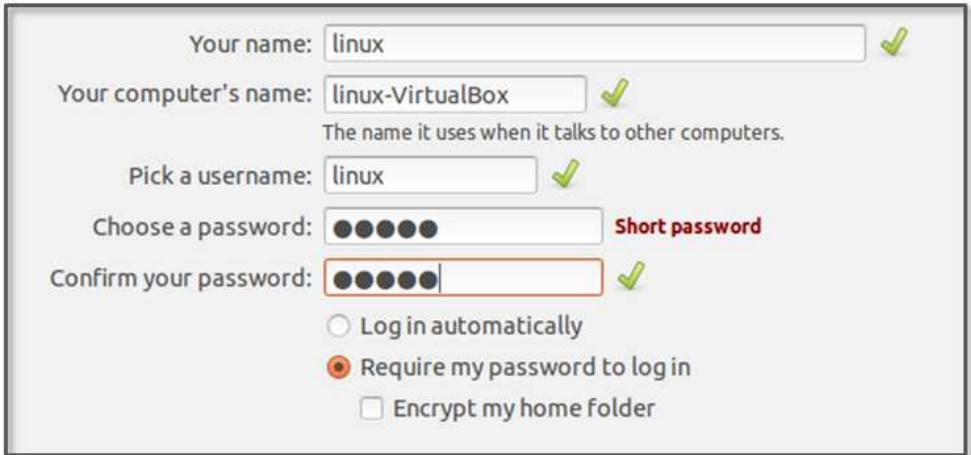 Your name: linux
Your computer's name: linux-VirtualBox
The name it uses when it talks to other computers.
Pick a username: linux
Choose a password: ●●●●● Short password
Confirm your password: ●●●●●
Log in automatically
Require my password to log in
Encrypt my home folder